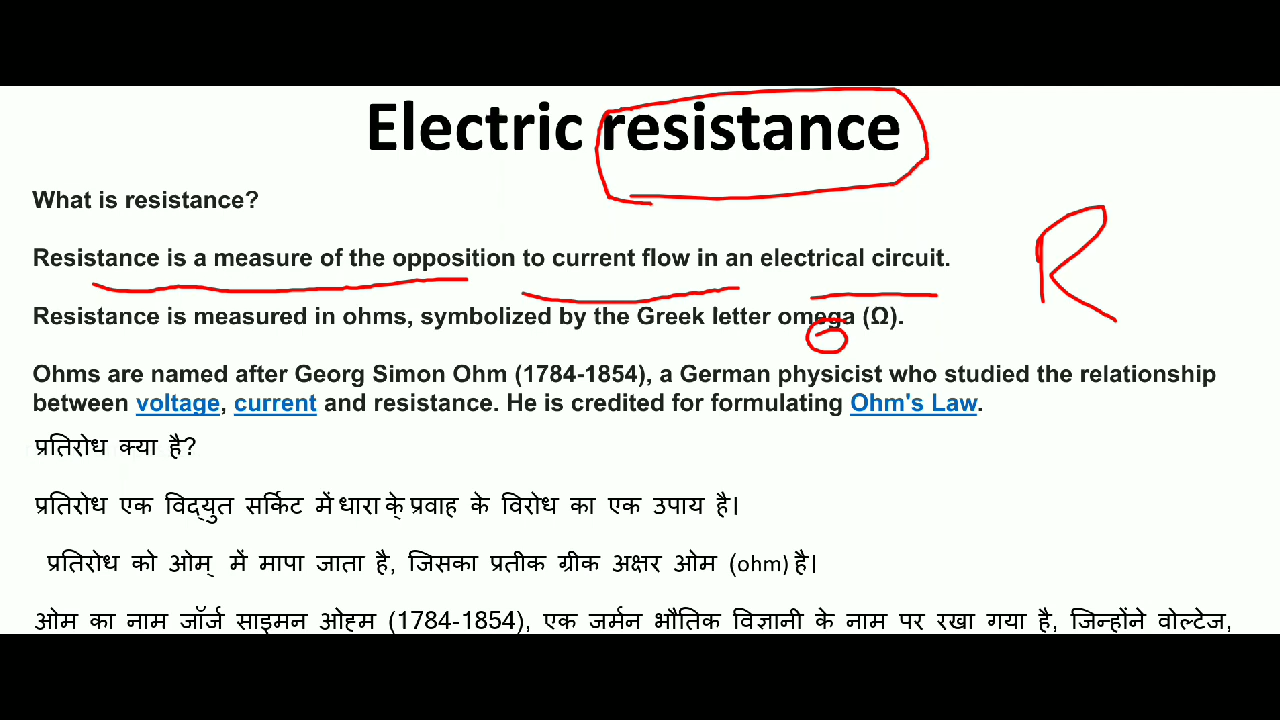 Electric resistance
What is resistance?
Resistance is a measure of the opposition to current flow in an electrical circuit.
R
Resistance is measured in ohms, symbolized by the Greek letter omega (Ω).
Ohms are named after Georg Simon Ohm (1784-1854), a German physicist who studied the relationship
between voltage, current and resistance. He is credited for formulating Ohm's Law.
प्रतिरोध क्या है?
प्रतिरोध एक विद्युत सर्किट में धारा के् प्रवाह के विरोध का एक उपाय है।
प्रतिरोध को ओम् में मापा जाता है, जिसका प्रतीक ग्रीक अक्षर ओम (ohm) है।
ओम का नाम जॉर्ज साइमन ओह्म (1784-1854), एक जर्मन भौतिक विज्ञानी के नाम पर रखा गया है, जिन्होंने वोल्टेज,